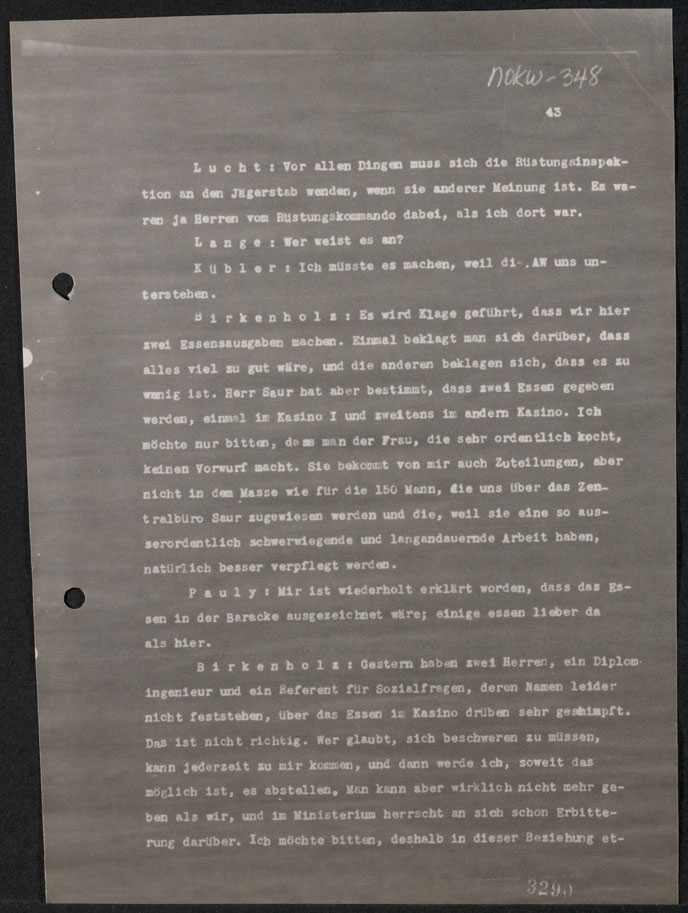 NOKW-348
43
L u c h t : Vor allen Dingen muss sich die Rüstungsinspek-
tion an den Jägerstab wenden, wenn sie anderer Meinung ist. Es wa-
ren ja Herren vom Rüstungskommando dabei, als ich dort war.
L a n g e : Wer weist es an?
K ü b l e r : Ich müsste es machen, weil di-.AW uns un-
terstehen.
B i r k e n h o l z : Es wird Klage geführt, dass wir hier
zwei Essensausgaben machen. Einmal beklagt man sich darüber, dass
alles viel zu gut wäre, und die anderen beklagen sich, dass es zu
wenig ist. Herr Saur hat aber bestimmt, dass zwei Essen gegeben
werden, einmal im Kasino I und zweitens im andern Kasino. Ich
möchte nur bitten, dass man der Frau, die sehr ordentlich kocht,
keinen Vorwurf macht. Sie bekommt von mir auch Zuteilungen, aber
nicht in dem Masse wie für die 150 Mann, die uns über das Zen-
tralbüro Saur zugewiesen werden und die, weil sie eine so aus-
serordentlich schwerwiegende und langandauernde Arbeit haben,
natürlich besser verpflegt werden.
P a u l y : Mir ist wiederholt erklärt worden, dass das Es-
sen in der Baracke ausgezeichnet wäre; einige essen lieber da
als hier.
B i r k e n h o l z : Gestern haben zwei Herren, ein Diplom-
ingenieur und ein Referent für Sozialfragen, deren Namen leider
nicht feststehen, über das Essen im Kasino drüben sehr geschimpft.
Das ist nicht richtig. Wer glaubt, sich beschweren zu müssen,
kann jederzeit zu mir kommen, und dann werde ich, soweit das
möglich ist, es abstellen. Man kann aber wirklich nicht mehr ge-
ben als wir, und im Ministerium herrscht an sich schon Erbitte-
rung darüber. Ich möchte bitten, deshalb in dieser Beziehung et-
3290